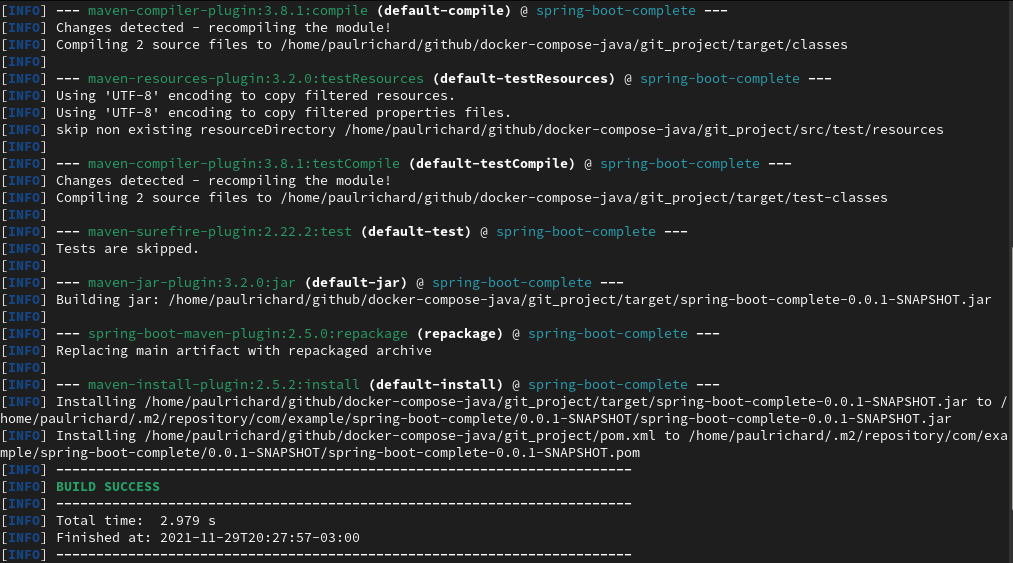 [INFO] --- maven-compiler-plugin:3.8.1:compile (default-compile) @ spring-boot-complete ---
[INFO] Changes detected - recompiling the module!
[INFO] Compiling 2 source files to /home/paulrichard/github/docker-compose-java/git_project/target/classes
[INFO]
[INFO] --- maven-resources-plugin:3.2.0:testResources (default-testResources) @ spring-boot-complete ---
[INFO] Using 'UTF-8' encoding to copy filtered resources.
[INFO] Using 'UTF-8' encoding to copy filtered properties files.
[INFO] skip non existing resourceDirectory /home/paulrichard/github/docker-compose-java/git_project/src/test/resources
[INFO]
[INFO] --- maven-compiler-plugin:3.8.1:testCompile (default-testCompile) @ spring-boot-complete ---
[INFO] Changes detected - recompiling the module!
[INFO] Compiling 2 source files to /home/paulrichard/github/docker-compose-java/git_project/target/test-classes
[INFO]
[INFO] --- maven-surefire-plugin:2.22.2:test (default-test) @ spring-boot-complete ---
[INFO] Tests are skipped.
[INFO]
[INFO] --- maven-jar-plugin:3.2.0:jar (default-jar) @ spring-boot-complete ---
[INFO] Building jar: /home/paulrichard/github/docker-compose-java/git_project/target/spring-boot-complete-0.0.1-SNAPSHOT.jar
[INFO]
[INFO] --- spring-boot-maven-plugin:2.5.0:repackage (repackage) @ spring-boot-complete ---
[INFO] Replacing main artifact with repackaged archive
[INFO]
[INFO] --- maven-install-plugin:2.5.2:install (default-install) @ spring-boot-complete ---
[INFO] Installing /home/paulrichard/github/docker-compose-java/git_project/target/spring-boot-complete-0.0.1-SNAPSHOT.jar to /
home/paulrichard/.m2/repository/com/example/spring-boot-complete/0.0.1-SNAPSHOT/spring-boot-complete-0.0.1-SNAPSHOT.jar
[INFO] Installing /home/paulrichard/github/docker-compose-java/git_project/pom.xml to /home/paulrichard/.m2/repository/com/exa
mple/spring-boot-complete/0.0.1-SNAPSHOT/spring-boot-complete-0.0.1-SNAPSHOT.pom
[INFO] ------------------------------------------------------------------------
[INFO] BUILD SUCCESS
[INFO] ------------------------------------------------------------------------
[INFO] Total time:  2.979 s
[INFO] Finished at: 2021-11-29T20:27:57-03:00
[INFO] ------------------------------------------------------------------------